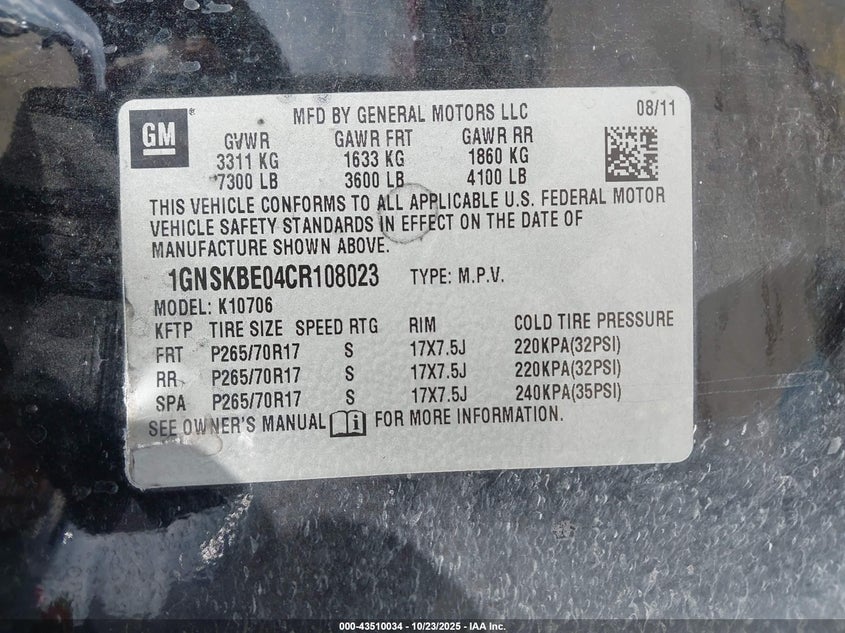 GM
MFD BY GENERAL MOTORS LLC 08/11
GVWR GAWR FRT GAWR RR
3311 KG 1633 KG 1860 KG
7300 LB 3600 LB 4100 LB
THIS VEHICLE CONFORMS TO ALL APPLICABLE U.S. FEDERAL MOTOR
VEHICLE SAFETY STANDARDS IN EFFECT ON THE DATE OF
MANUFACTURE SHOWN ABOVE.
1GNSKBE04CR108023 TYPE: M.P.V.
MODEL: K10706
KFTP TIRE SIZE SPEED RTG RIM COLD TIRE PRESSURE
FRT P265/70R17 S 17X7.5J 220KPA(32PSI)
RR P265/70R17 S 17X7.5J 220KPA(32PSI)
SPA P265/70R17 S 17X7.5J 240KPA(35PSI)
SEE OWNER'S MANUAL i FOR MORE INFORMATION.
000-43510034 - 10/23/2025 - IAA Inc.